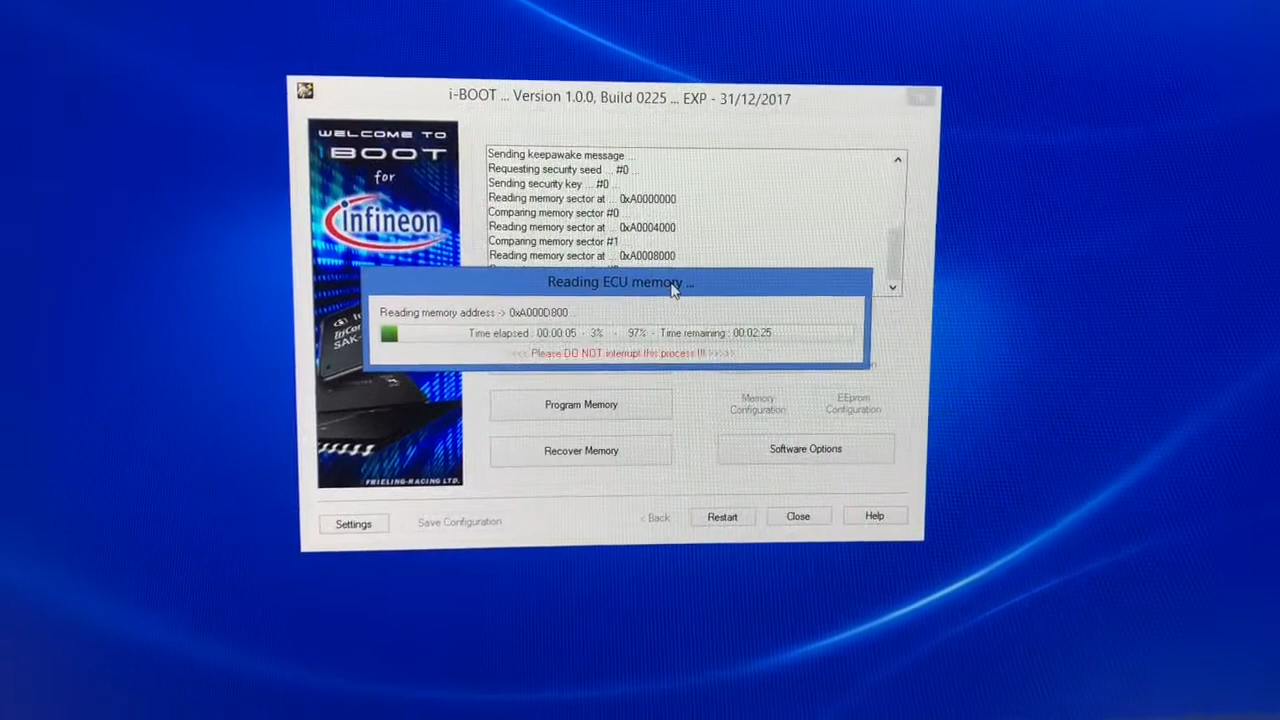 i-BOOT ... Version 1.0.0, Build 0225 ... EXP - 31/12/2017
WELCOME TO
BOOT
for
infineon
Sending keepawake message ...
Requesting security seed ... #0 ...
Sending security key ... #0 ...
Reading memory sector at ... 0xA0000000
Comparing memory sector #0
Reading memory sector at ... 0xA0004000
Comparing memory sector #1
Reading memory sector at ... 0xA0008000
Reading ECU memory ...
Reading memory address -> 0xA000D800 ...
Time elapsed : 00:00:05 - 3% - 97% - Time remaining : 00:02:25
<<< Please DO NOT interrupt this process !!! >>>>
SAK-
Program Memory
Memory Configuration
EEprom Configuration
Recover Memory
Software Options
FRIELING-RACING LTD.
Settings
Save Configuration
< Back
Restart
Close
Help